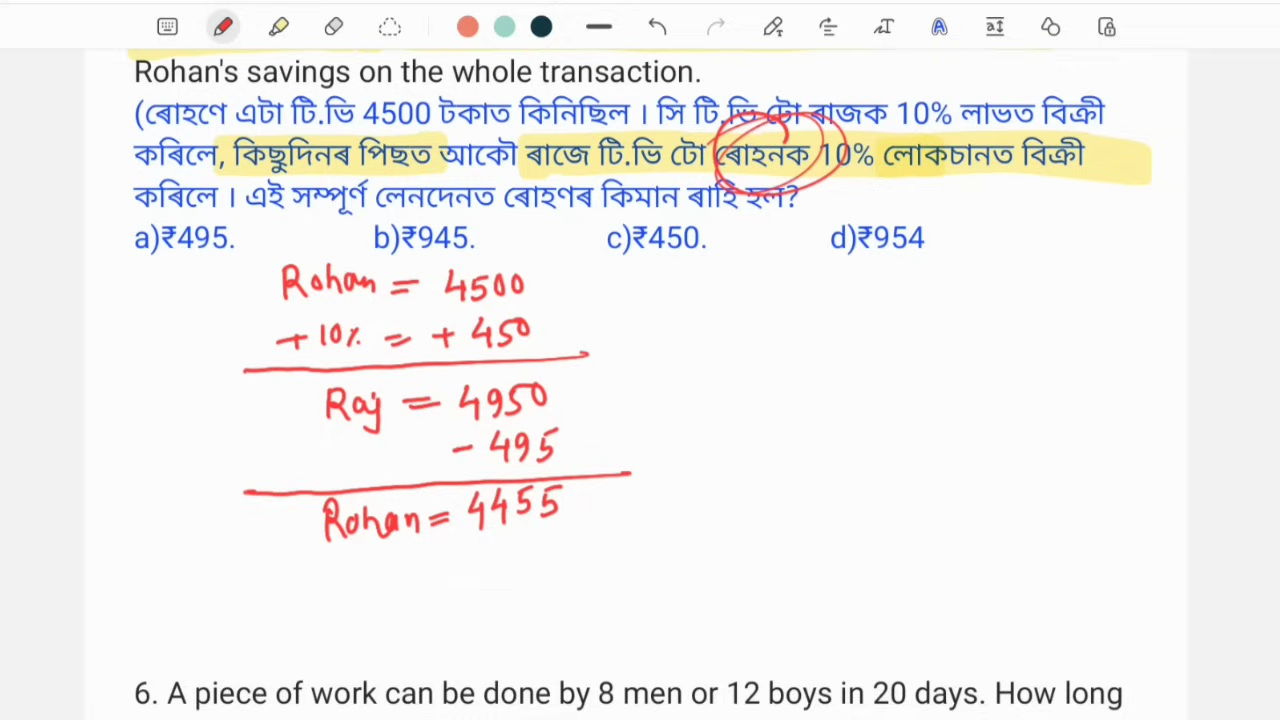 Rohan's savings on the whole transaction.
(ৰোহণে এটা টি.ভি 4500 টকাত কিনিছিল । সি টি.ভি টো ৰাজক 10% লাভত বিক্ৰী
কৰিলে, কিছুদিনৰ পিছত আকৌ ৰাজে টি.ভি টো ৰোহনক 10% লোকচানত বিক্ৰী
কৰিলে । এই সম্পূৰ্ণ লেনদেনত ৰোহণৰ কিমান ৰাহি হল?
a)₹495. b)₹945. c)₹450. d)₹954
Rohan = 4500
+ 10% = + 450
Raj = 4950
- 495
Rohan = 4455
6. A piece of work can be done by 8 men or 12 boys in 20 days. How long